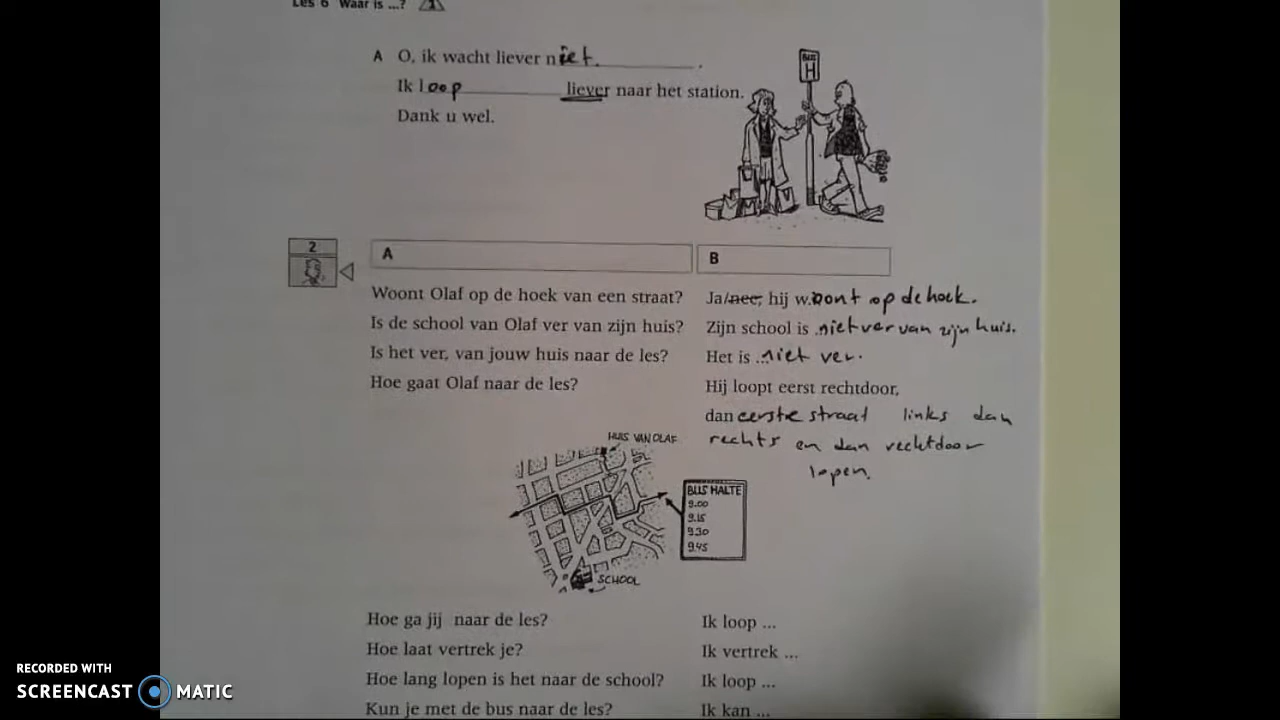 Les 6 Waar is ...? 1
A O, ik wacht liever niet.
Ik loop liever naar het station.
Dank u wel.
BUS
H
2
A
B
Woont Olaf op de hoek van een straat? Ja/nee, hij w..oont op de hoek.
Is de school van Olaf ver van zijn huis? Zijn school is .niet ver van zijn huis.
Is het ver, van jouw huis naar de les? Het is ..niet ver.
Hoe gaat Olaf naar de les? Hij loopt eerst rechtdoor,
dan eerste straat links dan
rechts en dan rechtdoor
lopen.
HUIS VAN OLAF
BUS HALTE
9.00
9.15
9.30
9.45
SCHOOL
Hoe ga jij naar de les? Ik loop ...
Hoe laat vertrek je? Ik vertrek ...
Hoe lang lopen is het naar de school? Ik loop ...
Kun je met de bus naar de les? Ik kan ...
RECORDED WITH
SCREENCAST MATIC